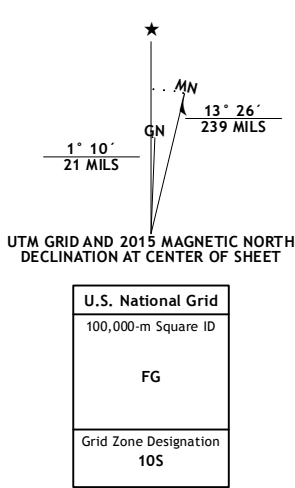 ★
MN
GN
13° 26´
239 MILS
1° 10´
21 MILS
UTM GRID AND 2015 MAGNETIC NORTH
DECLINATION AT CENTER OF SHEET
U.S. National Grid
100,000-m Square ID
FG
Grid Zone Designation
10S